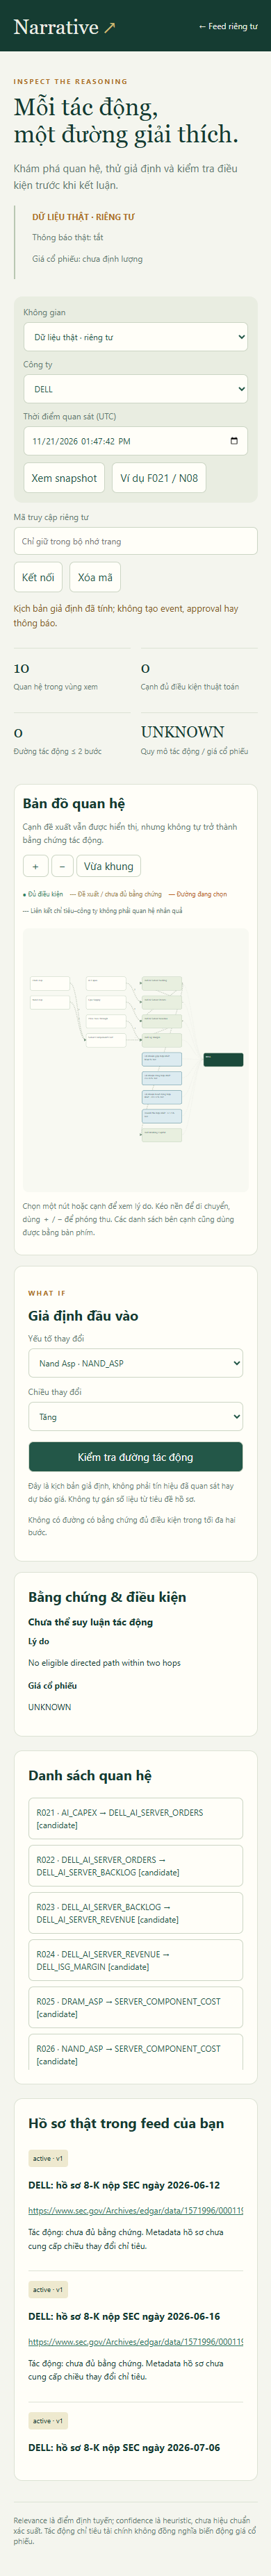 Narrative ↗
← Feed riêng tư
INSPECT THE REASONING
Mỗi tác động,
một đường giải thích.
Khám phá quan hệ, thử giả định và kiểm tra điều
kiện trước khi kết luận.
DỮ LIỆU THẬT · RIÊNG TƯ
Thông báo thật: tắt
Giá cổ phiếu: chưa định lượng
Không gian
Dữ liệu thật · riêng tư
Công ty
DELL
Thời điểm quan sát (UTC)
11/21/2026 01:47:42 PM
Xem snapshot
Ví dụ F021 / N08
Mã truy cập riêng tư
Chỉ giữ trong bộ nhớ trang
Kết nối
Xóa mã
Kịch bản giả định đã tính; không tạo event, approval hay
thông báo.
10
Quan hệ trong vùng xem
0
Cạnh đủ điều kiện thuật toán
0
Đường tác động ≤ 2 bước
UNKNOWN
Quy mô tác động / giá cổ phiếu
Bản đồ quan hệ
Cạnh đề xuất vẫn được hiển thị, nhưng không tự trở thành
bằng chứng tác động.
+
−
Vừa khung
● Đủ điều kiện
— Đề xuất / chưa đủ bằng chứng
— Đường đang chọn
— Liên kết chỉ tiêu–công ty không phải quan hệ nhân quả
Chọn một nút hoặc cạnh để xem lý do. Kéo nền để di chuyển,
dùng + / − để phóng thu. Các danh sách bên cạnh cũng dùng
được bằng bàn phím.
WHAT IF
Giả định đầu vào
Yếu tố thay đổi
Nand Asp · NAND_ASP
Chiều thay đổi
Tăng
Kiểm tra đường tác động
Đây là kịch bản giả định, không phải tín hiệu đã quan sát hay
dự báo giá. Không tự gán số liệu từ tiêu đề hồ sơ.
Không có đường có bằng chứng đủ điều kiện trong tối đa hai
bước.
Bằng chứng & điều kiện
Chưa thể suy luận tác động
Lý do
No eligible directed path within two hops
Giá cổ phiếu
UNKNOWN
Danh sách quan hệ
R021 · AI_CAPEX → DELL_AI_SERVER_ORDERS
[candidate]
R022 · DELL_AI_SERVER_ORDERS →
DELL_AI_SERVER_BACKLOG [candidate]
R023 · DELL_AI_SERVER_BACKLOG →
DELL_AI_SERVER_REVENUE [candidate]
R024 · DELL_AI_SERVER_REVENUE →
DELL_ISG_MARGIN [candidate]
R025 · DRAM_ASP → SERVER_COMPONENT_COST
[candidate]
R026 · NAND_ASP → SERVER_COMPONENT_COST
[candidate]
Hồ sơ thật trong feed của bạn
active · v1
DELL: hồ sơ 8-K nộp SEC ngày 2026-06-12
https://www.sec.gov/Archives/edgar/data/1571996/000119
Tác động: chưa đủ bằng chứng. Metadata hồ sơ chưa
cung cấp chiều thay đổi chỉ tiêu.
active · v1
DELL: hồ sơ 8-K nộp SEC ngày 2026-06-16
https://www.sec.gov/Archives/edgar/data/1571996/000119
Tác động: chưa đủ bằng chứng. Metadata hồ sơ chưa
cung cấp chiều thay đổi chỉ tiêu.
active · v1
DELL: hồ sơ 8-K nộp SEC ngày 2026-07-06
Relevance là điểm định tuyến; confidence là heuristic, chưa hiệu chuẩn
xác suất. Tác động chỉ tiêu tài chính không đồng nghĩa biến động giá cổ
phiếu.